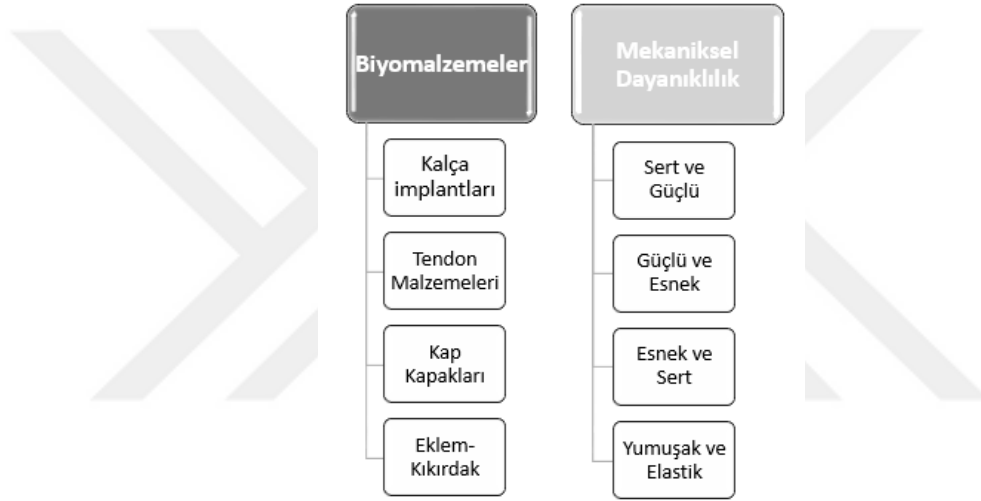 Biyomalzemeler
Kalça
implantları
Tendon
Malzemeleri
Kap
Kapakları
Eklem-
Kıkırdak
Mekaniksel
Dayanıklılık
Sert ve
Güçlü
Güçlü ve
Esnek
Esnek ve
Sert
Yumuşak ve
Elastik